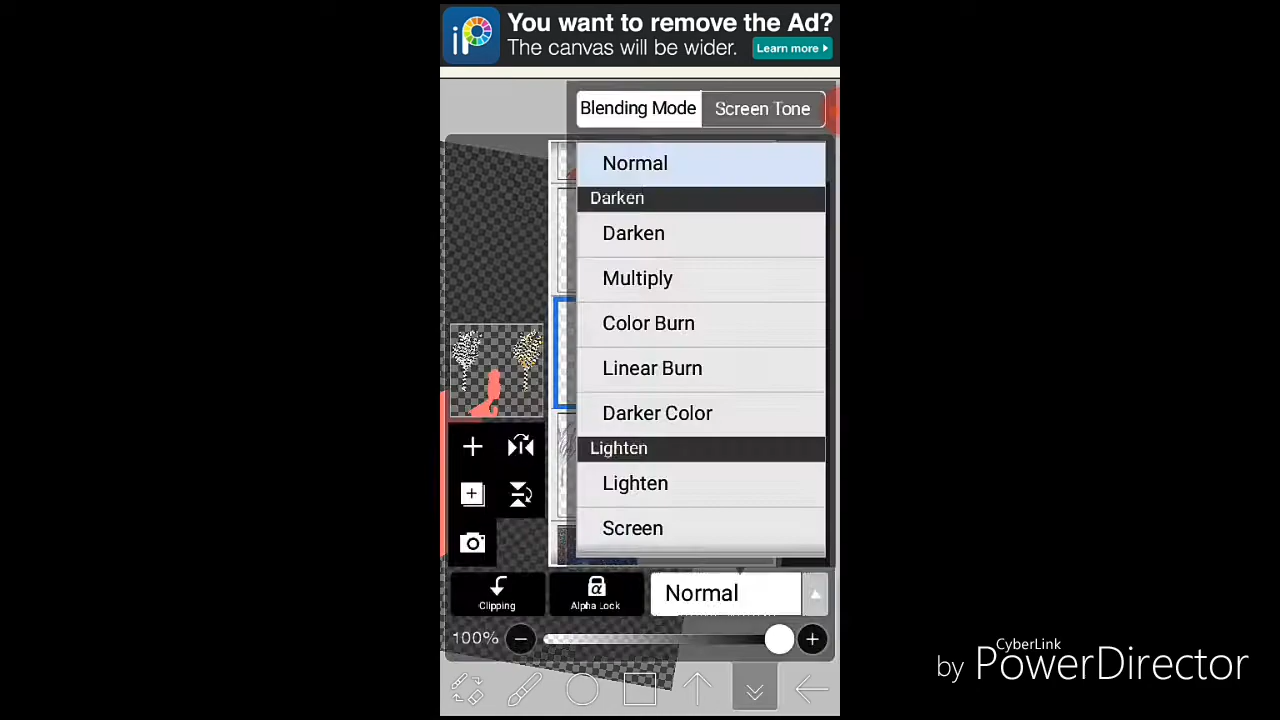 iP
You want to remove the Ad?
The canvas will be wider.
Learn more
Blending Mode
Screen Tone
Normal
Darken
Darken
Multiply
Color Burn
Linear Burn
Darker Color
Lighten
Lighten
Screen
Clipping
α
Alpha Lock
Normal
100%
by CyberLink PowerDirector